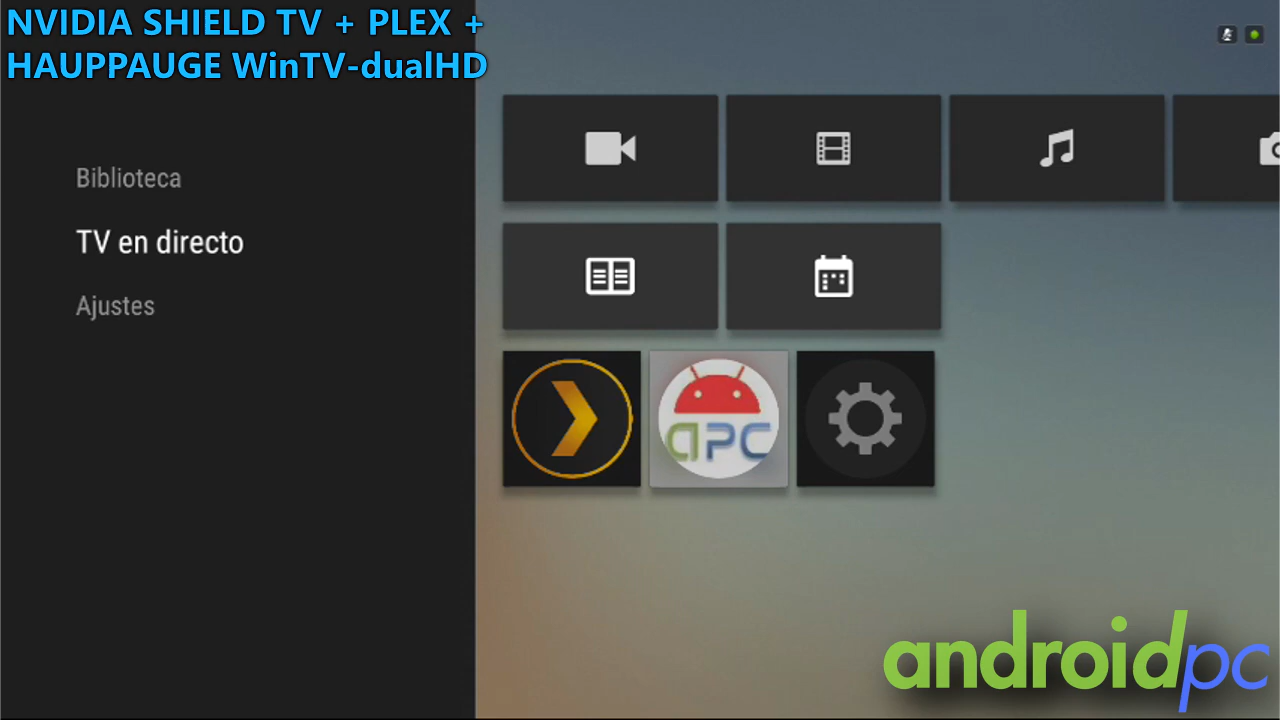 NVIDIA SHIELD TV + PLEX +
HAUPPAUGE WinTV-dualHD
Biblioteca
TV en directo
Ajustes
aPC
androidpc